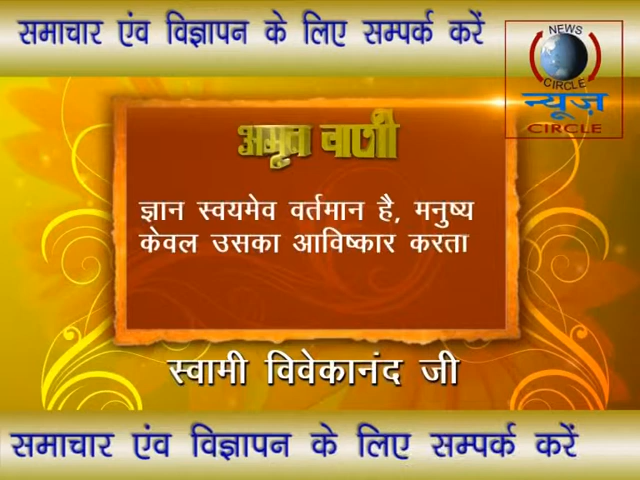 समाचार एंव विज्ञापन के लिए सम्पर्क करें
NEWS
CIRCLE
न्यूज़
CIRCLE
अमृत वाणी
ज्ञान स्वयमेव वर्तमान है, मनुष्य
केवल उसका आविष्कार करता
स्वामी विवेकानंद जी
समाचार एंव विज्ञापन के लिए सम्पर्क करें